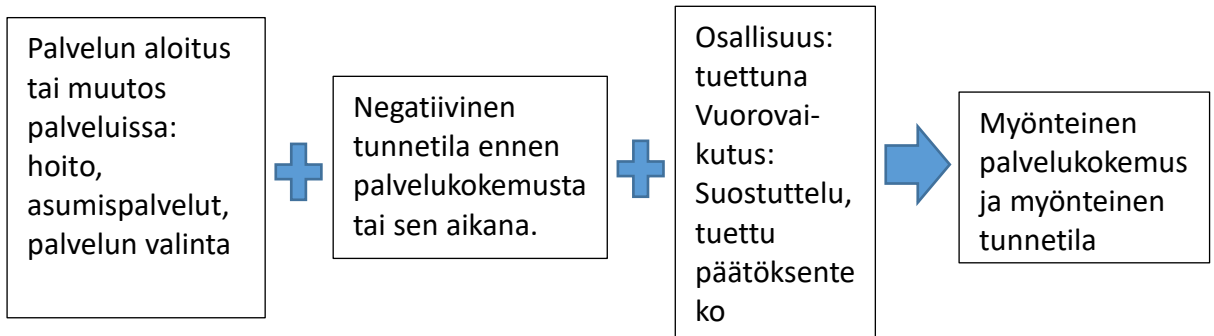 Palvelun aloitus
tai muutos
palveluissa:
hoito,
asumispalvelut,
palvelun valinta
Negatiivinen
tunnetila ennen
palvelukokemusta
tai sen aikana.
Osallisuus:
tuettuna
Vuorovai-
kutus:
Suostuttelu,
tuettu
päätöksente
ko
Myönteinen
palvelukokemus
ja myönteinen
tunnetila